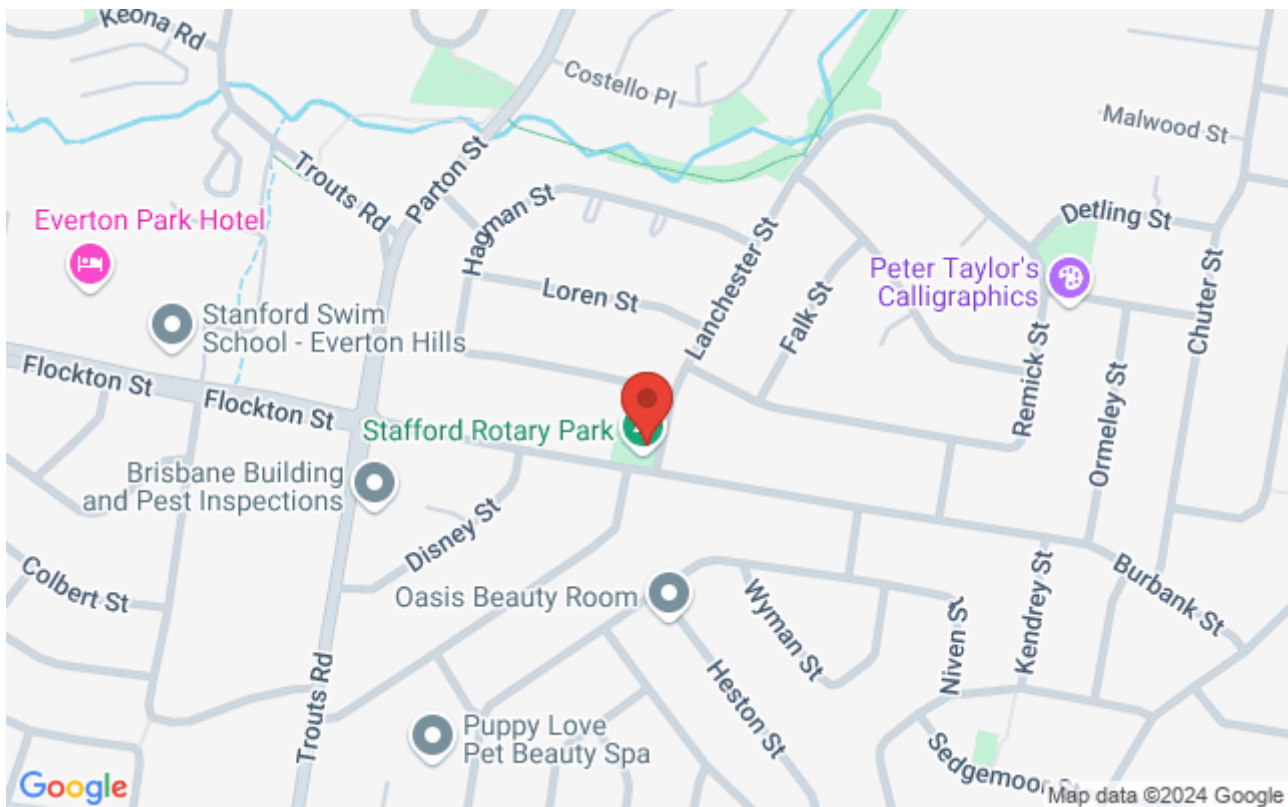 Keona Rd
Costello Pl
Malwood St
Trouts Rd
Parton St
Hagman St
Detling St
Everton Park Hotel
Lanchester St
Peter Taylor's
Calligraphics
Chuter St
Loren St
Falk St
Stanford Swim
School - Everton Hills
Remick St
Flockton St
Flockton St
Ormeley St
Stafford Rotary Park
Brisbane Building
and Pest Inspections
Disney St
Burbank St
Colbert St
Oasis Beauty Room
Wyman St
Niven St
Kendrey St
Trouts Rd
Heston St
Puppy Love
Pet Beauty Spa
Sedgemoor St
Google
Map data ©2024 Google